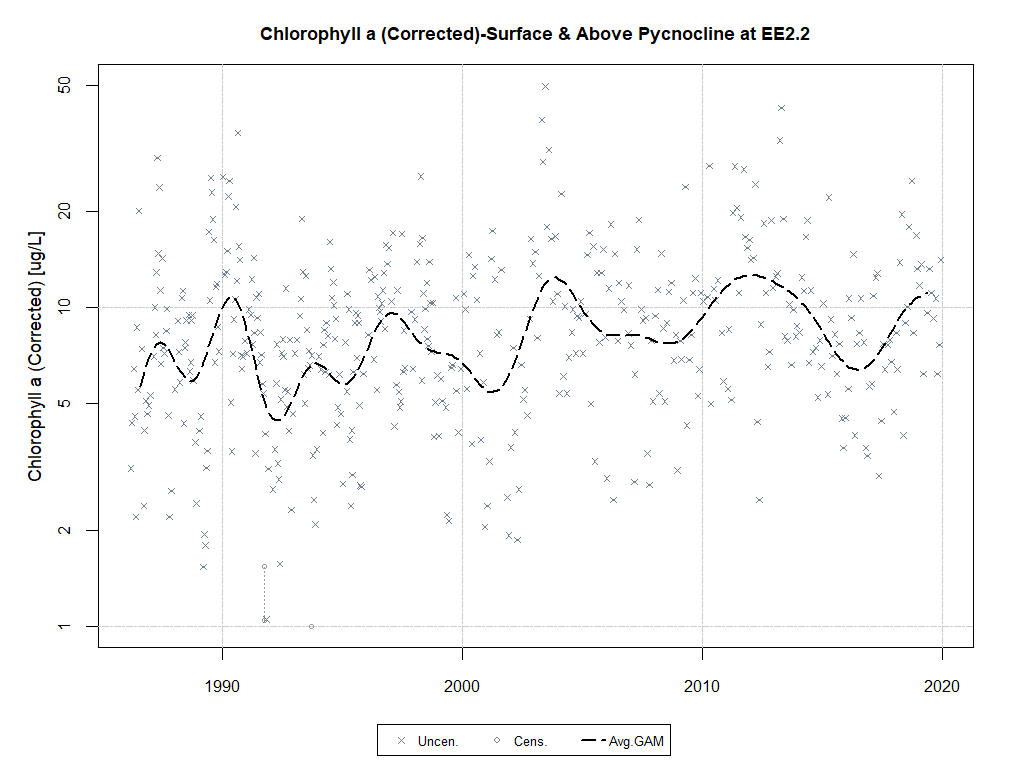 Chlorophyll a (Corrected)-Surface & Above Pycnocline at EE2.2
Chlorophyll a (Corrected) [ug/L]
50
20
10
5
2
1
1990 2000 2010 2020
Uncen. Cens. Avg.GAM